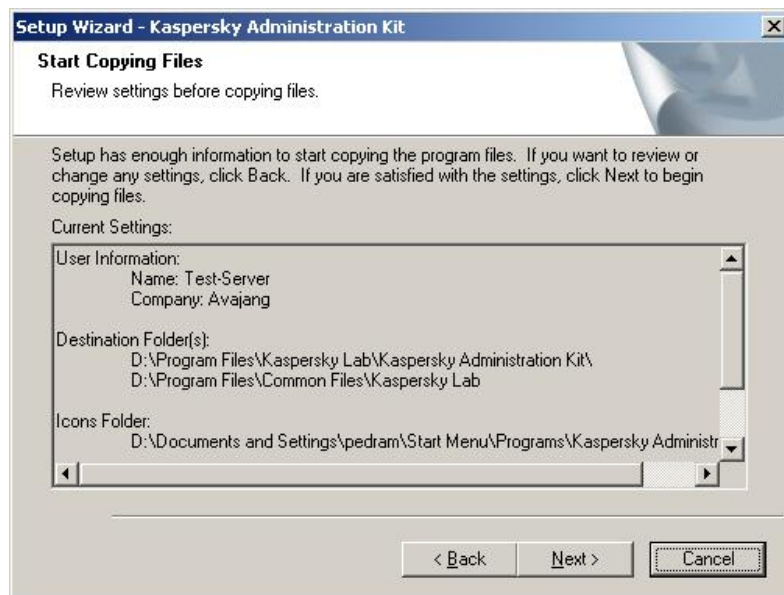 Setup Wizard - Kaspersky Administration Kit
Start Copying Files
Review settings before copying files.
Setup has enough information to start copying the program files. If you want to review or
change any settings, click Back. If you are satisfied with the settings, click Next to begin
copying files.
Current Settings:
User Information:
Name: Test-Server
Company: Avajang
Destination Folder(s):
D:\Program Files\Kaspersky Lab\Kaspersky Administration Kit\
D:\Program Files\Common Files\Kaspersky Lab
Icons Folder:
D:\Documents and Settings\pedram\Start Menu\Programs\Kaspersky Administr
< Back
Next >
Cancel